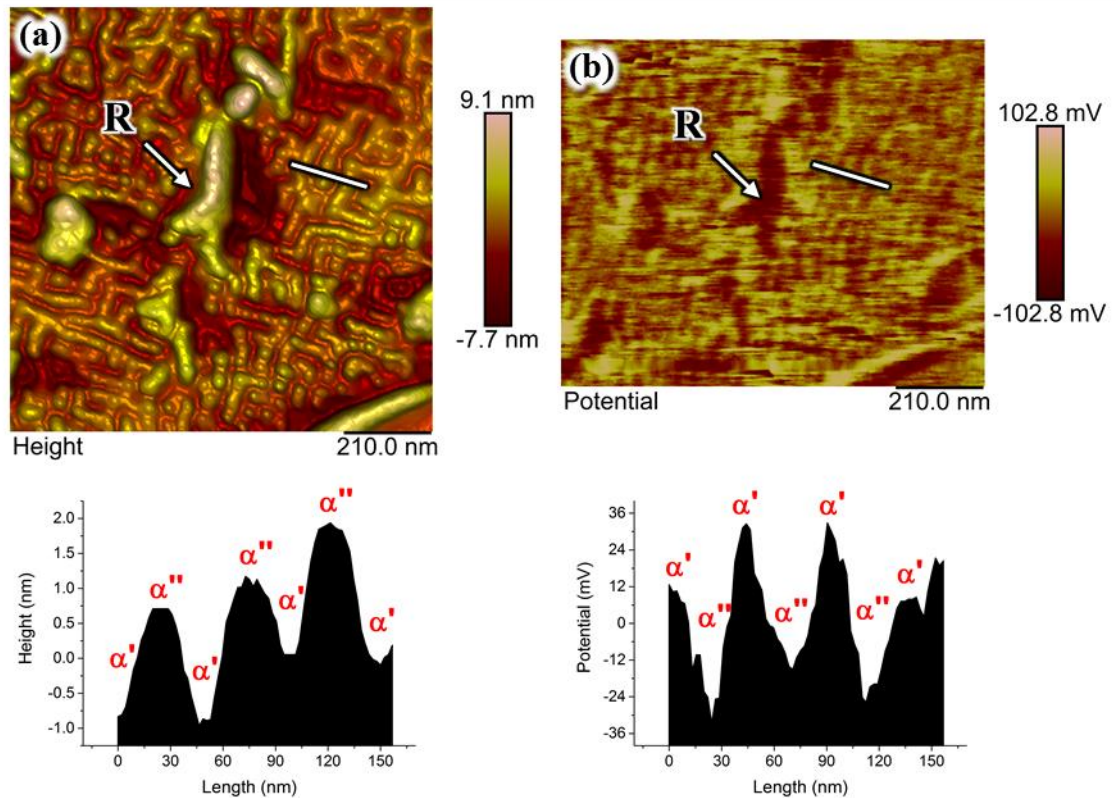 (a)
R
9.1 nm
-7.7 nm
Height
210.0 nm
(b)
R
102.8 mV
-102.8 mV
Potential
210.0 nm
α'
α''
α'
α''
α'
α''
α'
2.0
1.5
1.0
0.5
0.0
-0.5
-1.0
Height (nm)
0 30 60 90 120 150
Length (nm)
α'
α''
α'
α''
α'
α''
α'
36
24
12
0
-12
-24
-36
Potential (mV)
0 30 60 90 120 150
Length (nm)